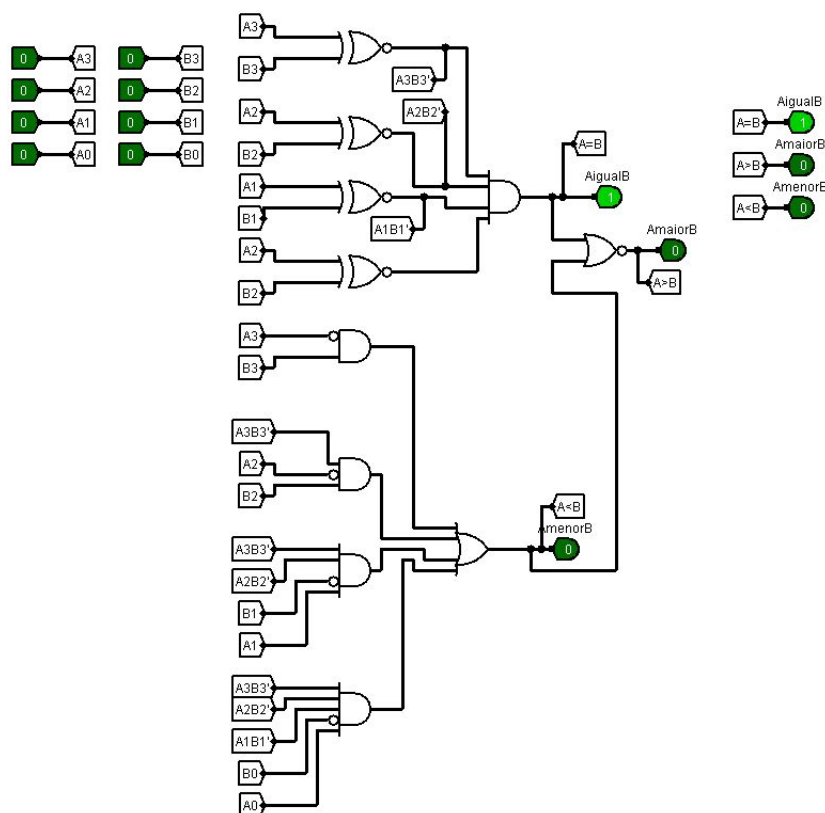 0 A3
0 A2
0 A1
0 A0
0 B3
0 B2
0 B1
0 B0
A3
B3
A3B3'
A2
B2
A2B2'
A1
B1
A1B1'
A2
B2
A=B
AigualB
1
AmaiorB
0
A>B
A3
B3
A3B3'
A2
B2
A3B3'
A2B2'
B1
A1
A3B3'
A2B2'
A1B1'
B0
A0
A<B
AmenorB
0
AigualB
A=B 1
AmaiorB
A>B 0
AmenorB
A<B 0